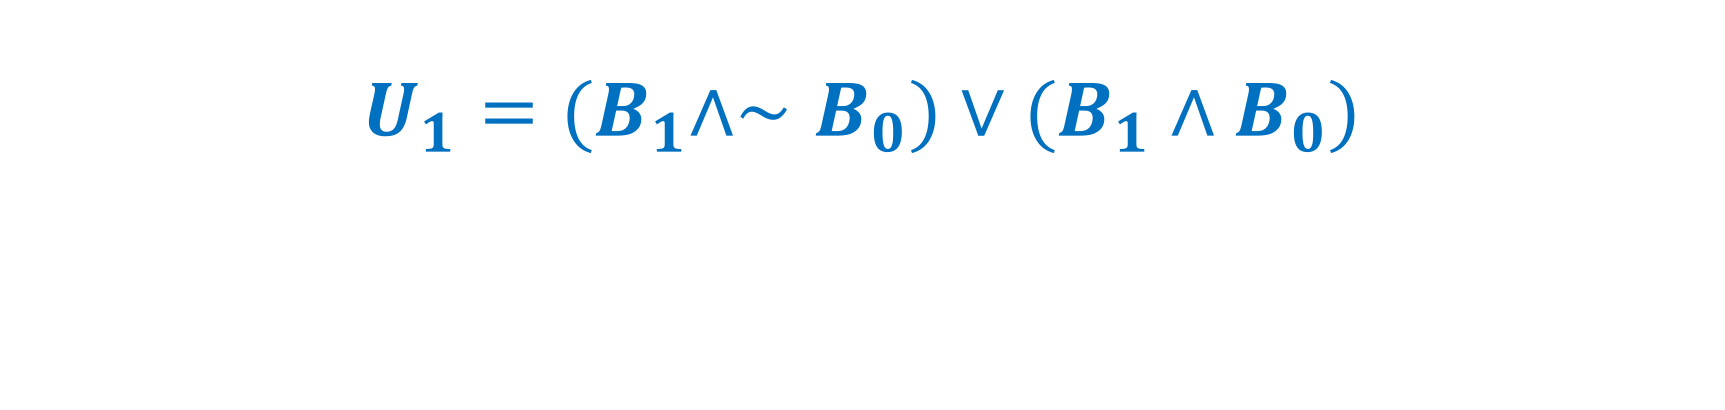 U₁ = (B₁∧~ B₀) ∨ (B₁ ∧ B₀)